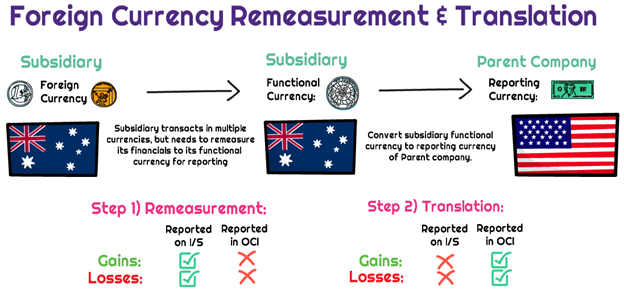 Foreign Currency Remeasurement & Translation
Subsidiary
Foreign
Currency
Subsidiary
Functional
Currency:
Parent Company
Reporting
Currency:
Subsidiary transacts in multiple
currencies, but needs to remeasure
its financials to its functional
currency for reporting
Convert subsidiary functional
currency to reporting currency
of Parent company.
Step 1) Remeasurement:
Reported
on I/S
Reported
in OCI
Gains:
Losses:
Step 2) Translation:
Reported
on I/S
Reported
in OCI
Gains:
Losses: